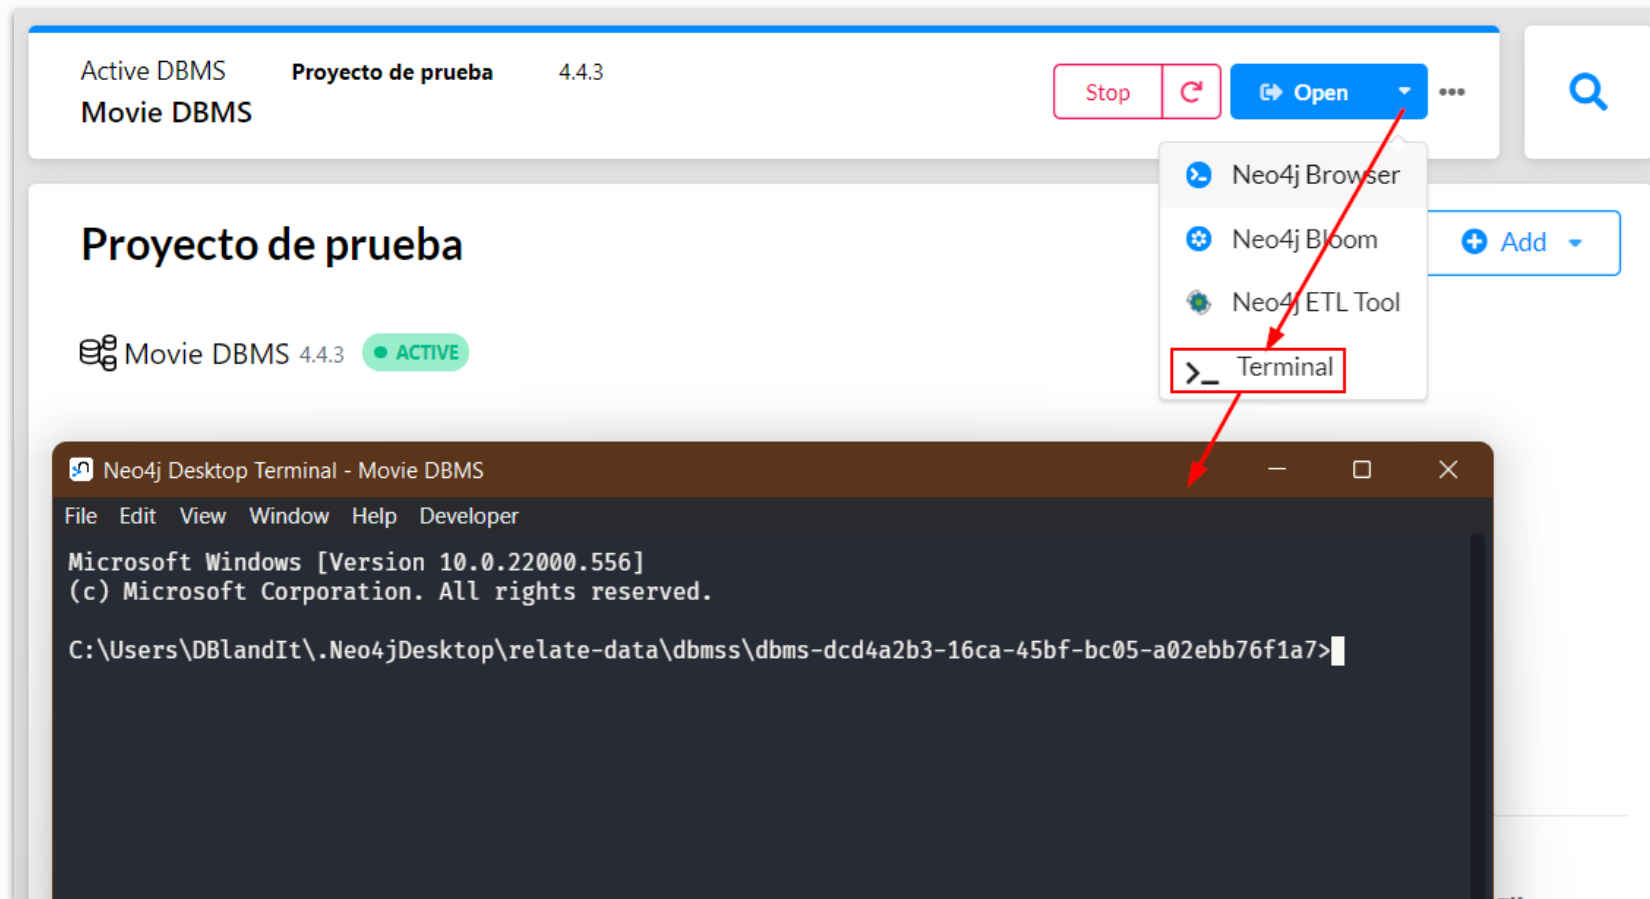 Active DBMS Proyecto de prueba 4.4.3
Movie DBMS
Stop Open
Neo4j Browser
Neo4j Bloom
Neo4j ETL Tool
Terminal
Proyecto de prueba
Add
Movie DBMS 4.4.3 ACTIVE
Neo4j Desktop Terminal - Movie DBMS
File Edit View Window Help Developer
Microsoft Windows [Version 10.0.22000.556]
(c) Microsoft Corporation. All rights reserved.
C:\Users\DBlandIt\.Neo4jDesktop\relate-data\dbmss\dbms-dcd4a2b3-16ca-45bf-bc05-a02ebb76f1a7>